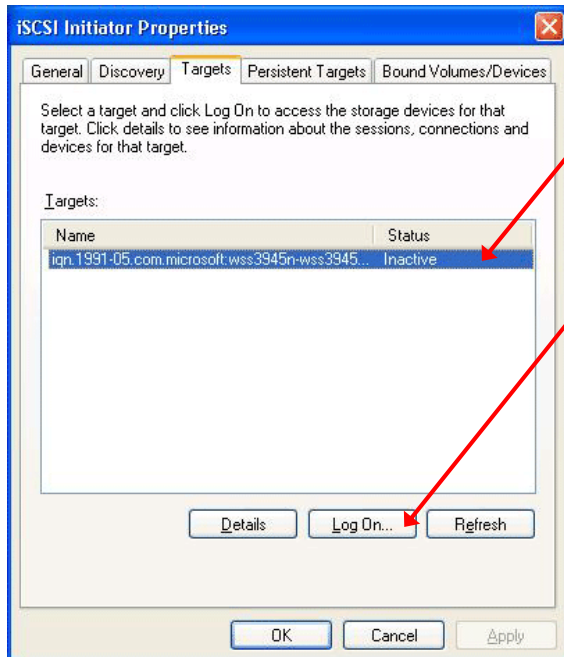 iSCSI Initiator Properties
General Discovery Targets Persistent Targets Bound Volumes/Devices
Select a target and click Log On to access the storage devices for that
target. Click details to see information about the sessions, connections and
devices for that target.
Targets:
Name Status
iqn.1991-05.com.microsoft:wss3945n-wss3945... Inactive
Details Log On... Refresh
OK Cancel Apply